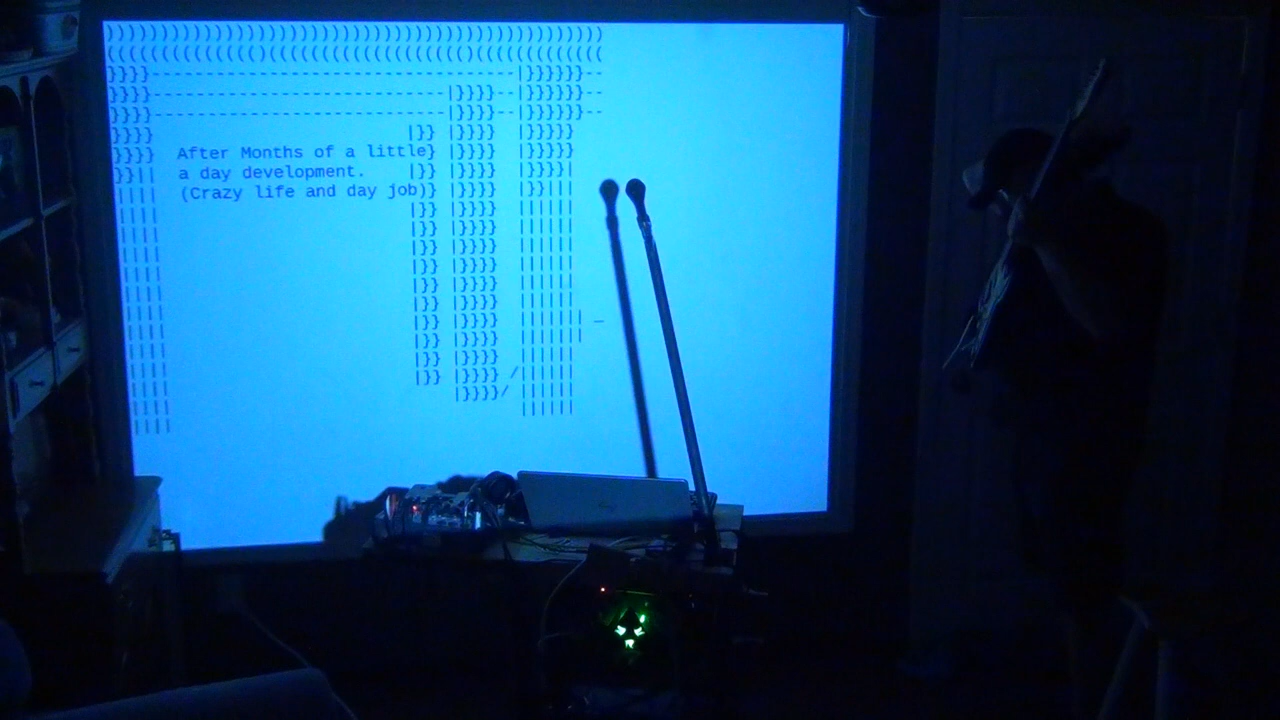 After Months of a little
a day development.
(Crazy life and day job)